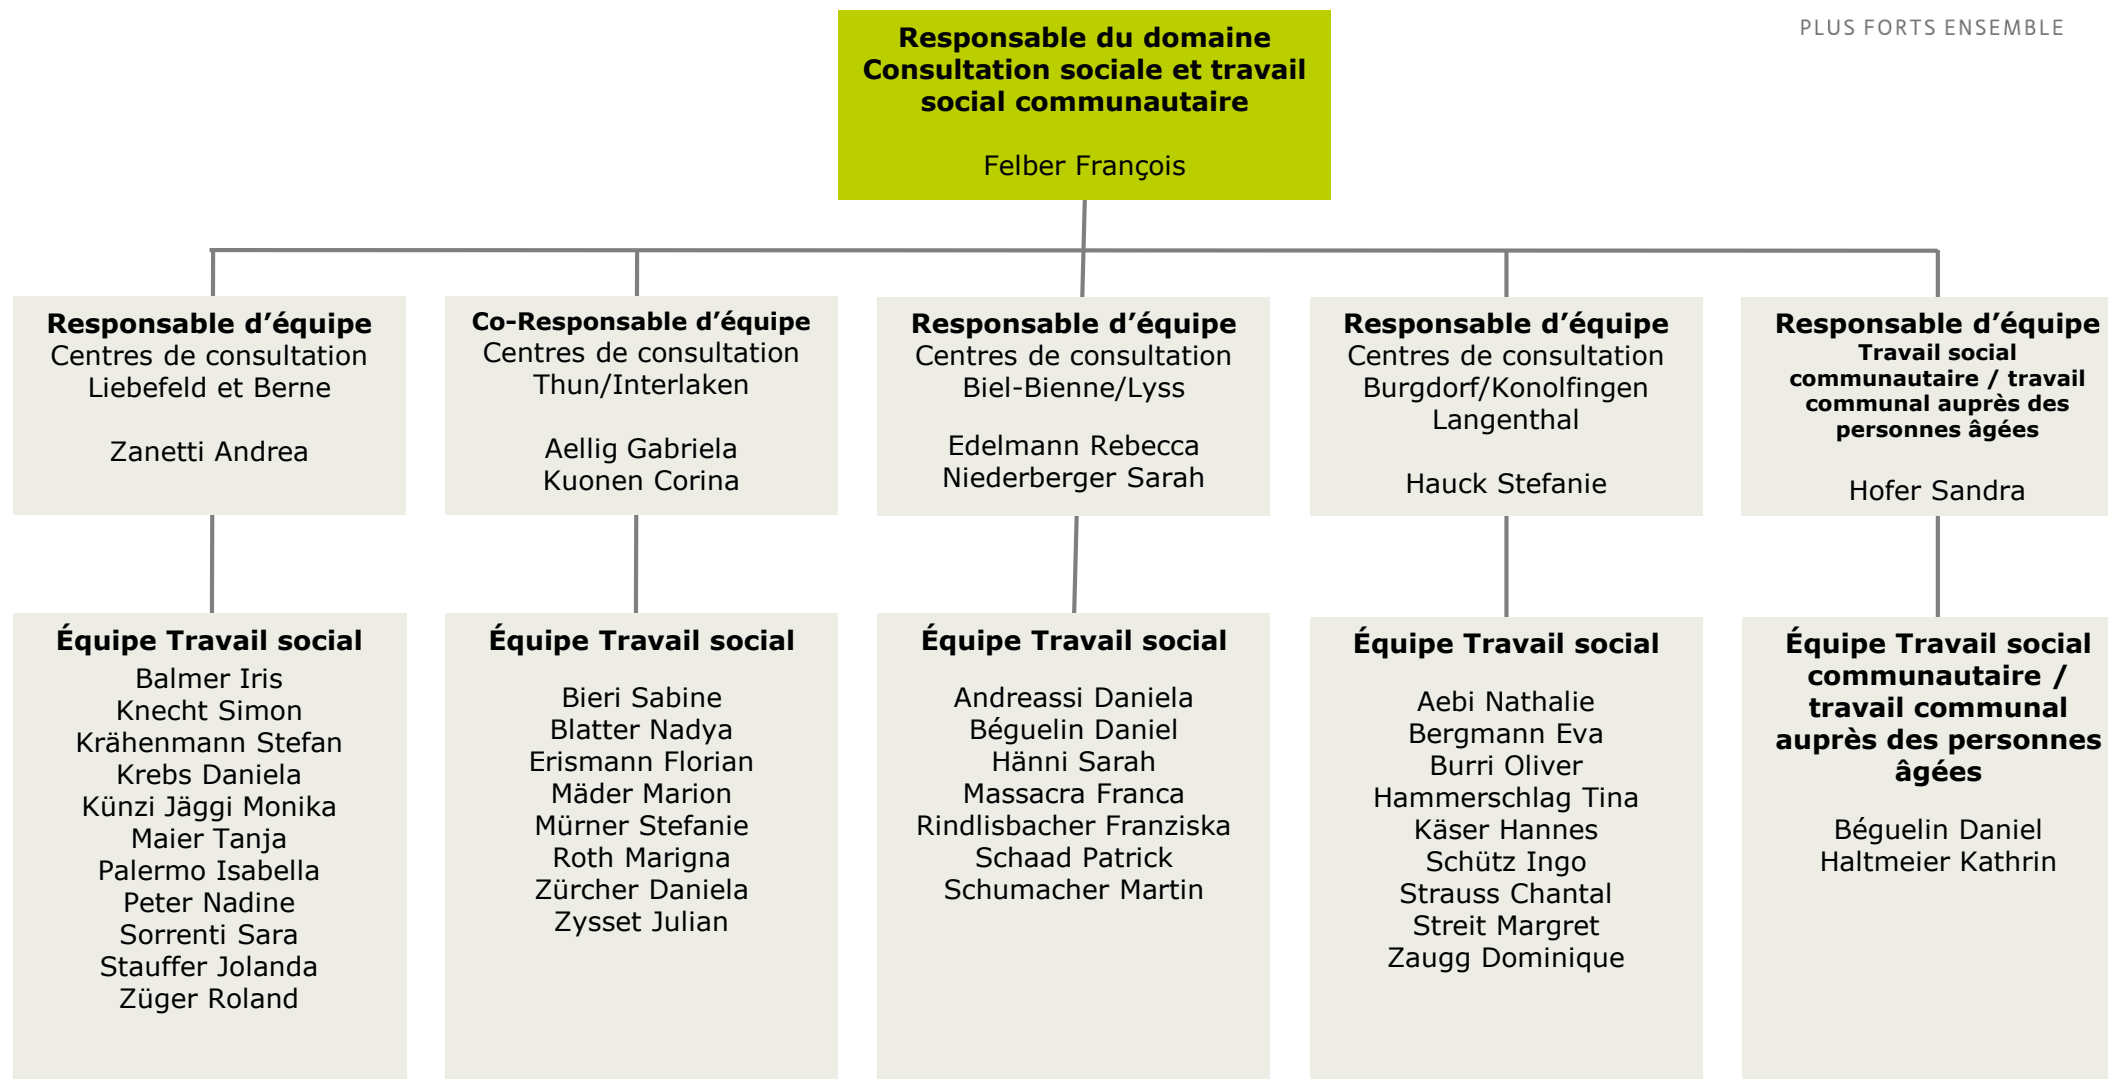 PLUS FORTS ENSEMBLE
Responsable du domaine
Consultation sociale et travail
social communautaire
Felber François
Responsable d’équipe
Centres de consultation
Liebefeld et Berne
Zanetti Andrea
Co-Responsable d’équipe
Centres de consultation
Thun/Interlaken
Aellig Gabriela
Kuonen Corina
Responsable d’équipe
Centres de consultation
Biel-Bienne/Lyss
Edelmann Rebecca
Niederberger Sarah
Responsable d’équipe
Centres de consultation
Burgdorf/Konolfingen
Langenthal
Hauck Stefanie
Responsable d’équipe
Travail social
communautaire / travail
communal auprès des
personnes âgées
Hofer Sandra
Équipe Travail social
Balmer Iris
Knecht Simon
Krähenmann Stefan
Krebs Daniela
Künzi Jäggi Monika
Maier Tanja
Palermo Isabella
Peter Nadine
Sorrenti Sara
Stauffer Jolanda
Züger Roland
Équipe Travail social
Bieri Sabine
Blatter Nadya
Erismann Florian
Mäder Marion
Mürner Stefanie
Roth Marigna
Zürcher Daniela
Zysset Julian
Équipe Travail social
Andreassi Daniela
Béguelin Daniel
Hänni Sarah
Massacra Franca
Rindlisbacher Franziska
Schaad Patrick
Schumacher Martin
Équipe Travail social
Aebi Nathalie
Bergmann Eva
Burri Oliver
Hammerschlag Tina
Käser Hannes
Schütz Ingo
Strauss Chantal
Streit Margret
Zaugg Dominique
Équipe Travail social
communautaire /
travail communal
auprès des personnes
âgées
Béguelin Daniel
Haltmeier Kathrin